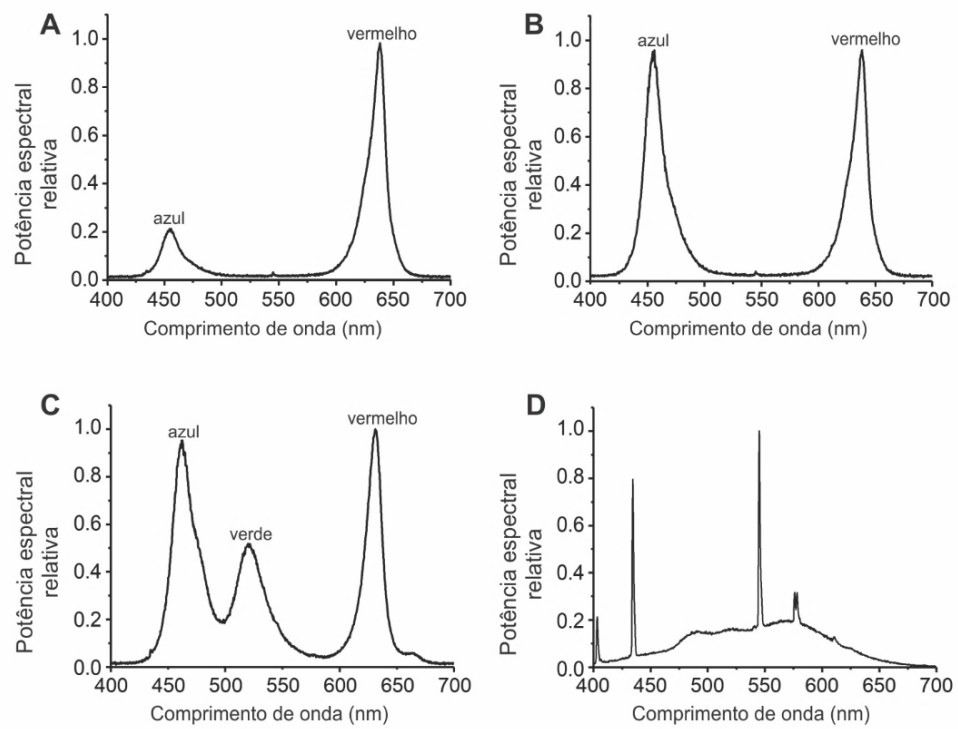 A
vermelho
azul
1.0
0.8
0.6
0.4
0.2
0.0
Potência espectral
relativa
400 450 500 550 600 650 700
Comprimento de onda (nm)
B
azul
vermelho
1.0
0.8
0.6
0.4
0.2
0.0
Potência espectral
relativa
400 450 500 550 600 650 700
Comprimento de onda (nm)
C
azul
verde
vermelho
1.0
0.8
0.6
0.4
0.2
0.0
Potência espectral
relativa
400 450 500 550 600 650 700
Comprimento de onda (nm)
D
1.0
0.8
0.6
0.4
0.2
0.0
Potência espectral
relativa
400 450 500 550 600 650 700
Comprimento de onda (nm)